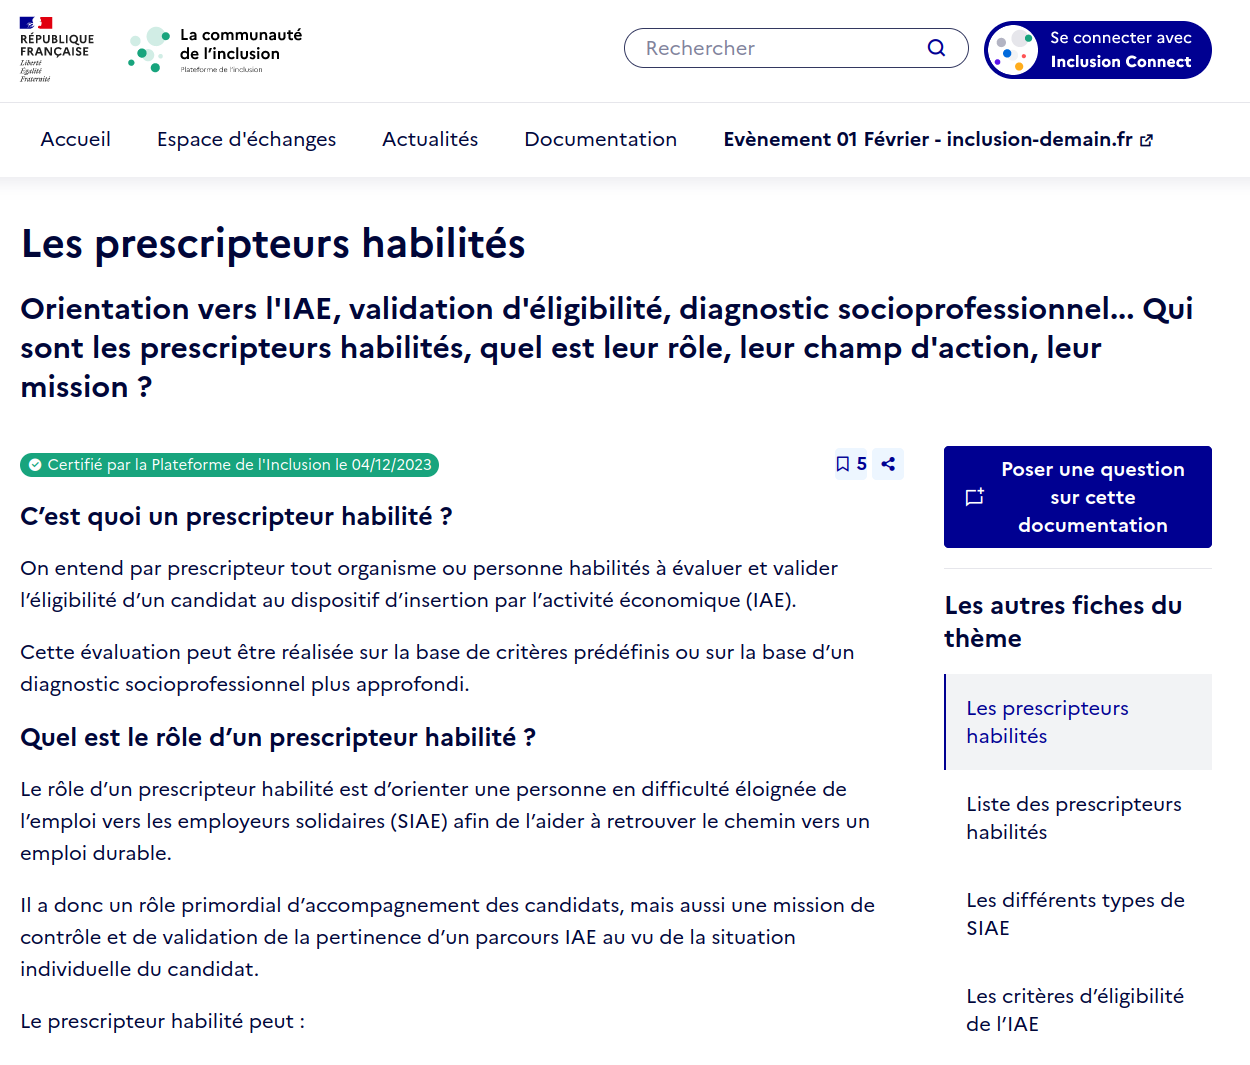 RÉPUBLIQUE
FRANÇAISE
Liberté
Égalité
Fraternité
La communauté
de l'inclusion
Plateforme de l'inclusion
Rechercher
Se connecter avec
Inclusion Connect
Accueil
Espace d'échanges
Actualités
Documentation
Evènement 01 Février - inclusion-demain.fr
Les prescripteurs habilités
Orientation vers l'IAE, validation d'éligibilité, diagnostic socioprofessionnel... Qui
sont les prescripteurs habilités, quel est leur rôle, leur champ d'action, leur
mission ?
Certifié par la Plateforme de l'Inclusion le 04/12/2023
5
C’est quoi un prescripteur habilité ?
On entend par prescripteur tout organisme ou personne habilités à évaluer et valider
l’éligibilité d’un candidat au dispositif d’insertion par l’activité économique (IAE).
Cette évaluation peut être réalisée sur la base de critères prédéfinis ou sur la base d’un
diagnostic socioprofessionnel plus approfondi.
Quel est le rôle d’un prescripteur habilité ?
Le rôle d’un prescripteur habilité est d’orienter une personne en difficulté éloignée de
l’emploi vers les employeurs solidaires (SIAE) afin de l’aider à retrouver le chemin vers un
emploi durable.
Il a donc un rôle primordial d’accompagnement des candidats, mais aussi une mission de
contrôle et de validation de la pertinence d’un parcours IAE au vu de la situation
individuelle du candidat.
Le prescripteur habilité peut :
Poser une question
sur cette
documentation
Les autres fiches du
thème
Les prescripteurs
habilités
Liste des prescripteurs
habilités
Les différents types de
SIAE
Les critères d’éligibilité
de l’IAE